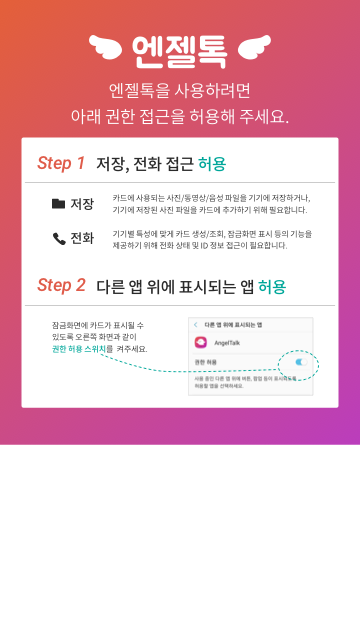 엔젤톡
엔젤톡을 사용하려면
아래 권한 접근을 허용해 주세요.
Step 1 저장, 전화 접근 허용
저장
카드에 사용되는 사진/동영상/음성 파일을 기기에 저장하거나,
기기에 저장된 사진 파일을 카드에 추가하기 위해 필요합니다.
전화
기기별 특성에 맞게 카드 생성/조회, 잠금화면 표시 등의 기능을
제공하기 위해 전화 상태 및 ID 정보 접근이 필요합니다.
Step 2 다른 앱 위에 표시되는 앱 허용
잠금화면에 카드가 표시될 수
있도록 오른쪽 화면과 같이
권한 허용 스위치를 켜주세요.
다른 앱 위에 표시되는 앱
AngelTalk
권한 허용
사용 중인 다른 앱 위에 버튼, 팝업 등이 표시되도록
허용할 앱을 선택하세요.